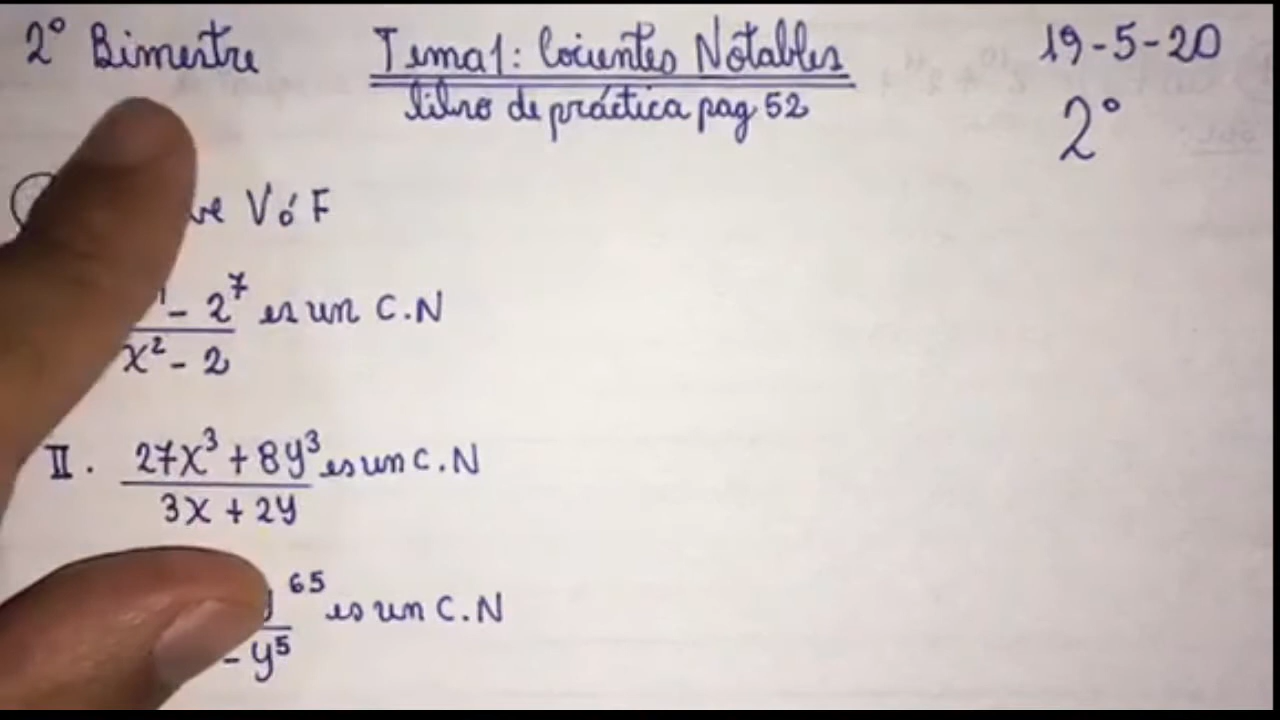 2° Bimestre
Tema1: Cocientes Notables
libro de práctica pag 52
19-5-20
2°
V ó F
- 2⁷ es un C.N
x² - 2
II. 27x³ + 8y³ es un C.N
3x + 2y
65 es un C.N
- y⁵